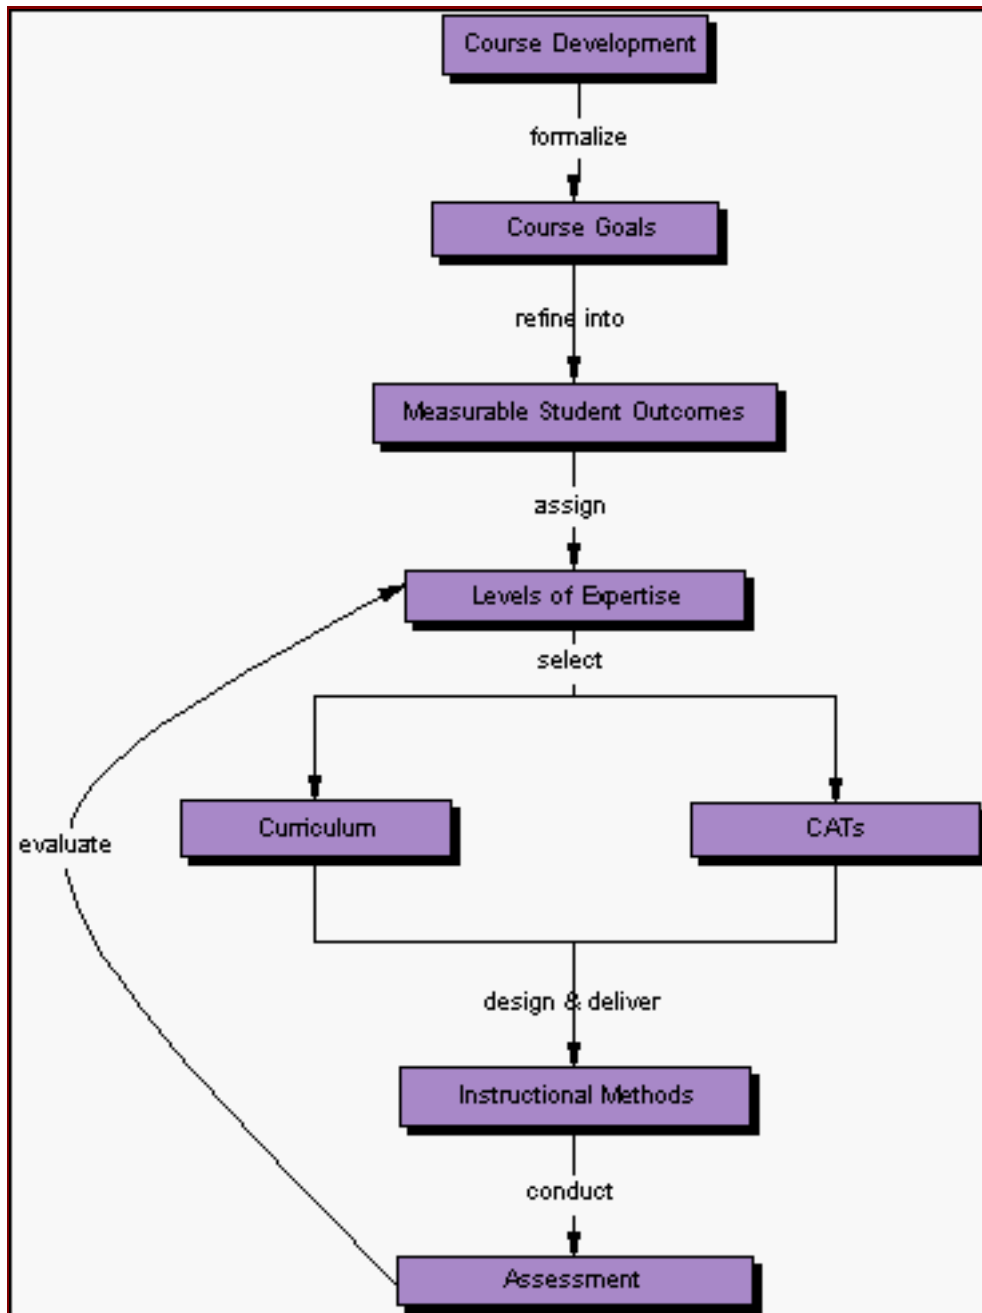 Course Development
formalize
Course Goals
refine into
Measurable Student Outcomes
assign
Levels of Expertise
select
Curriculum
CATs
evaluate
design & deliver
Instructional Methods
conduct
Assessment